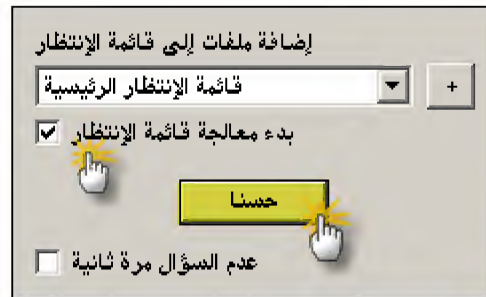 إضافة ملفات إلى قائمة الإنتظار
قائمة الإنتظار الرئيسية
+
بدء معالجة قائمة الإنتظار
حسنا
عدم السؤال مرة ثانية